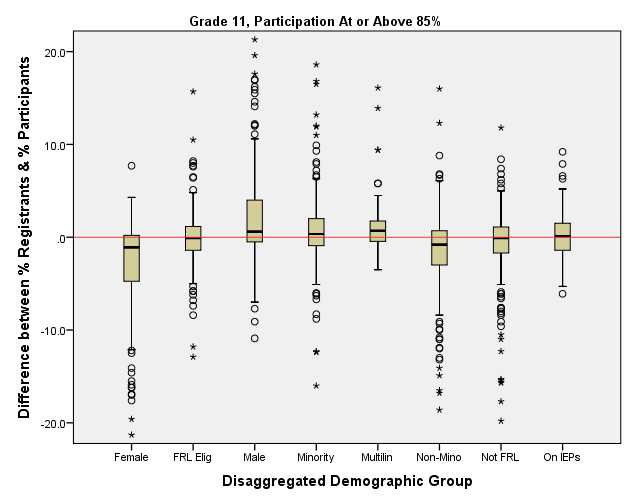 Grade 11, Participation At or Above 85%
Difference between % Registrants & % Participants
20.0
10.0
.0
-10.0
-20.0
Female FRL Elig Male Minority Multilin Non-Mino Not FRL On IEPs
Disaggregated Demographic Group